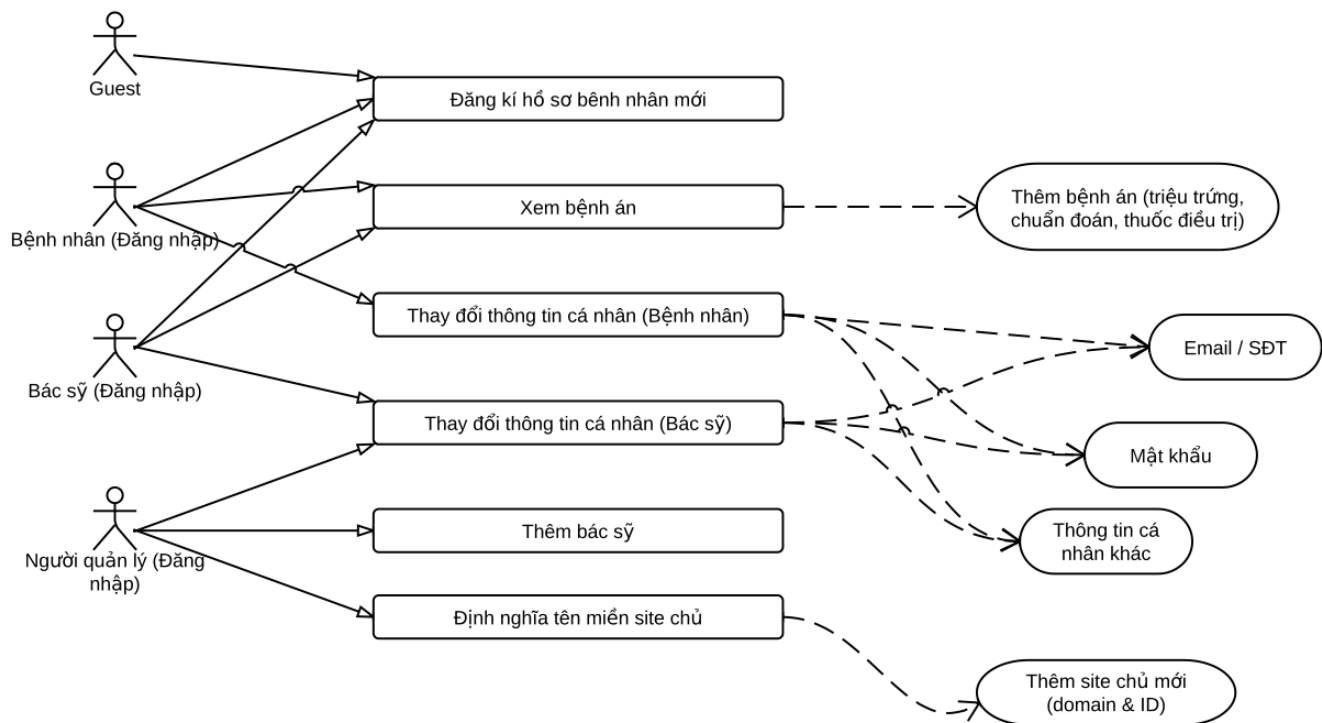 Guest
Đăng kí hồ sơ bênh nhân mới
Bệnh nhân (Đăng nhập)
Xem bệnh án
Thêm bệnh án (triệu trứng,
chuẩn đoán, thuốc điều trị)
Thay đổi thông tin cá nhân (Bệnh nhân)
Email / SĐT
Bác sỹ (Đăng nhập)
Thay đổi thông tin cá nhân (Bác sỹ)
Mật khẩu
Người quản lý (Đăng
nhập)
Thêm bác sỹ
Thông tin cá
nhân khác
Định nghĩa tên miền site chủ
Thêm site chủ mới
(domain & ID)